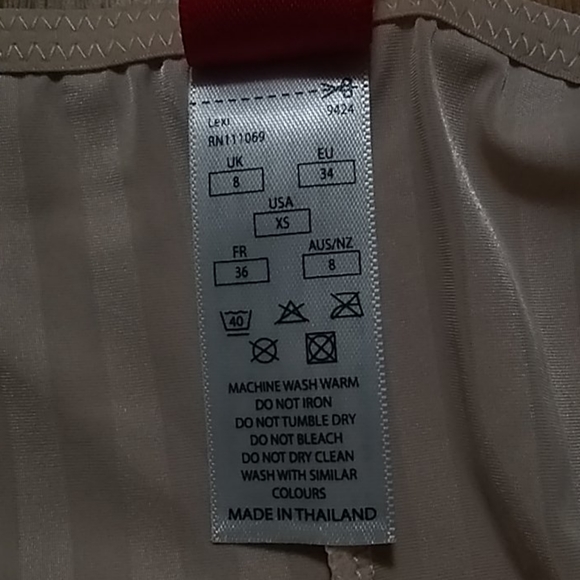 Lexi
9424
RN111069
UK EU
8 34
USA
XS
FR AUS/NZ
36 8
40
MACHINE WASH WARM
DO NOT IRON
DO NOT TUMBLE DRY
DO NOT BLEACH
DO NOT DRY CLEAN
WASH WITH SIMILAR
COLOURS
MADE IN THAILAND